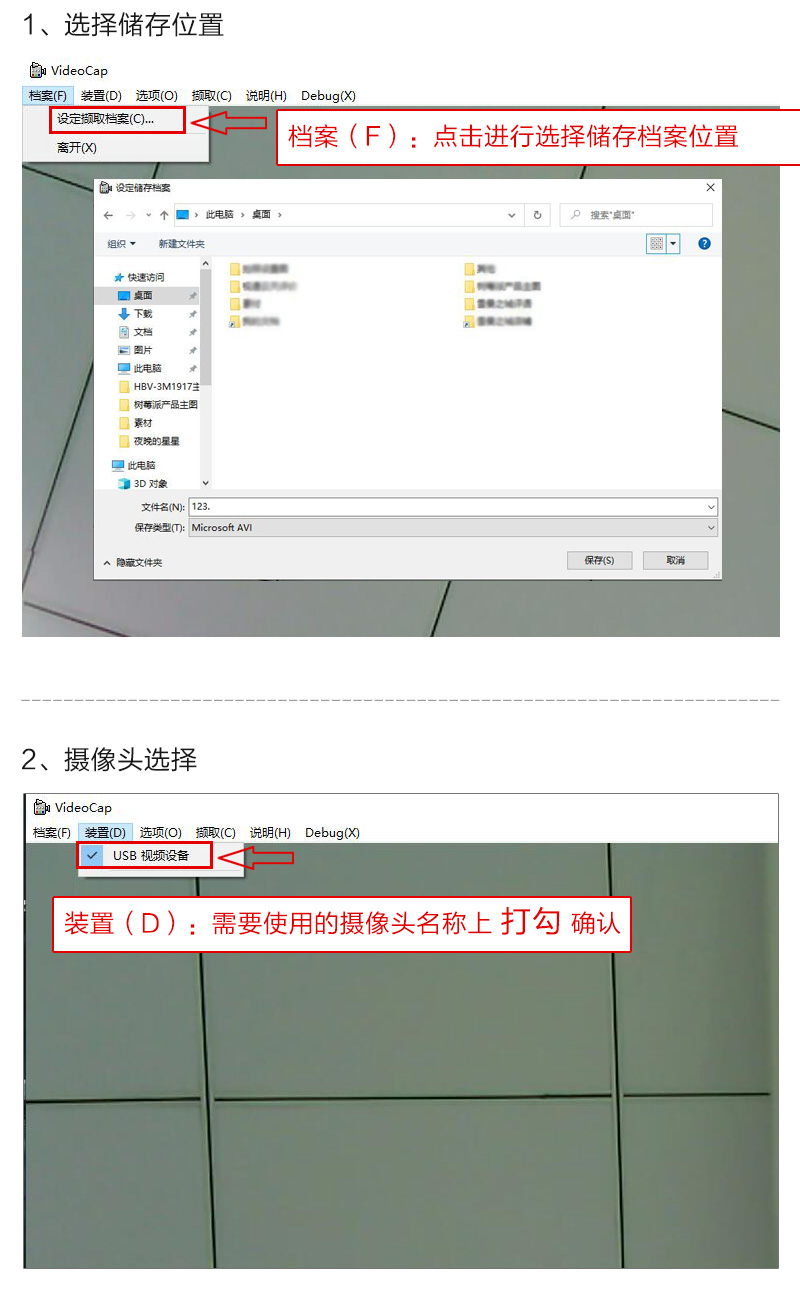 1、选择储存位置
VideoCap
档案(F) 装置(D) 选项(O) 撷取(C) 说明(H) Debug(X)
设定撷取档案(C)...
档案（F）：点击进行选择储存档案位置
离开(X)
设定储存档案
此电脑 › 桌面 ›
搜索"桌面"
组织 新建文件夹
快速访问
桌面
下载
文档
图片
此电脑
HBV-3M1917主
树莓派产品主图
素材
夜晚的星星
此电脑
3D 对象
文件名(N): 123.
保存类型(T): Microsoft AVI
隐藏文件夹
保存(S) 取消
2、摄像头选择
VideoCap
档案(F) 装置(D) 选项(O) 撷取(C) 说明(H) Debug(X)
USB 视频设备
装置（D）：需要使用的摄像头名称上 打勾 确认